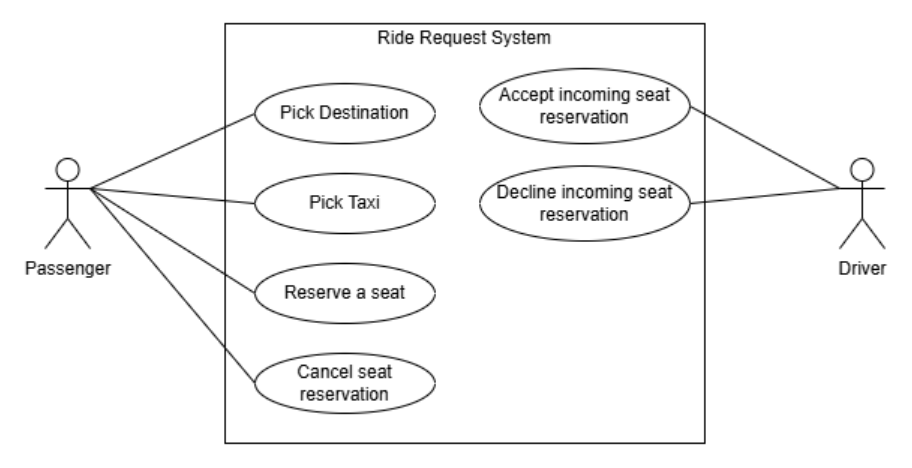 Ride Request System
Pick Destination
Accept incoming seat
reservation
Pick Taxi
Decline incoming seat
reservation
Passenger
Driver
Reserve a seat
Cancel seat
reservation